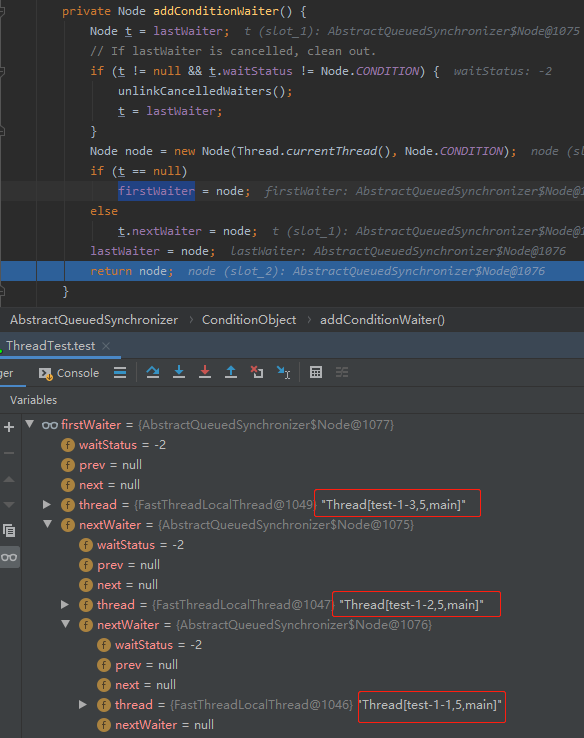 private Node addConditionWaiter() {
Node t = lastWaiter; t (slot_1): AbstractQueuedSynchronizer$Node@1075
// If lastWaiter is cancelled, clean out.
if (t != null && t.waitStatus != Node.CONDITION) { waitStatus: -2
unlinkCancelledWaiters();
t = lastWaiter;
}
Node node = new Node(Thread.currentThread(), Node.CONDITION); node (slo
if (t == null)
firstWaiter = node; firstWaiter: AbstractQueuedSynchronizer$Node@1
else
t.nextWaiter = node; t (slot_1): AbstractQueuedSynchronizer$Node@10
lastWaiter = node; lastWaiter: AbstractQueuedSynchronizer$Node@1076
return node; node (slot_2): AbstractQueuedSynchronizer$Node@1076
}
AbstractQueuedSynchronizer › ConditionObject › addConditionWaiter()
ThreadTest.test ×
ger Console
Variables
firstWaiter = {AbstractQueuedSynchronizer$Node@1077}
waitStatus = -2
prev = null
next = null
thread = {FastThreadLocalThread@1049} "Thread[test-1-3,5,main]"
nextWaiter = {AbstractQueuedSynchronizer$Node@1075}
waitStatus = -2
prev = null
next = null
thread = {FastThreadLocalThread@1047} "Thread[test-1-2,5,main]"
nextWaiter = {AbstractQueuedSynchronizer$Node@1076}
waitStatus = -2
prev = null
next = null
thread = {FastThreadLocalThread@1046} "Thread[test-1-1,5,main]"
nextWaiter = null